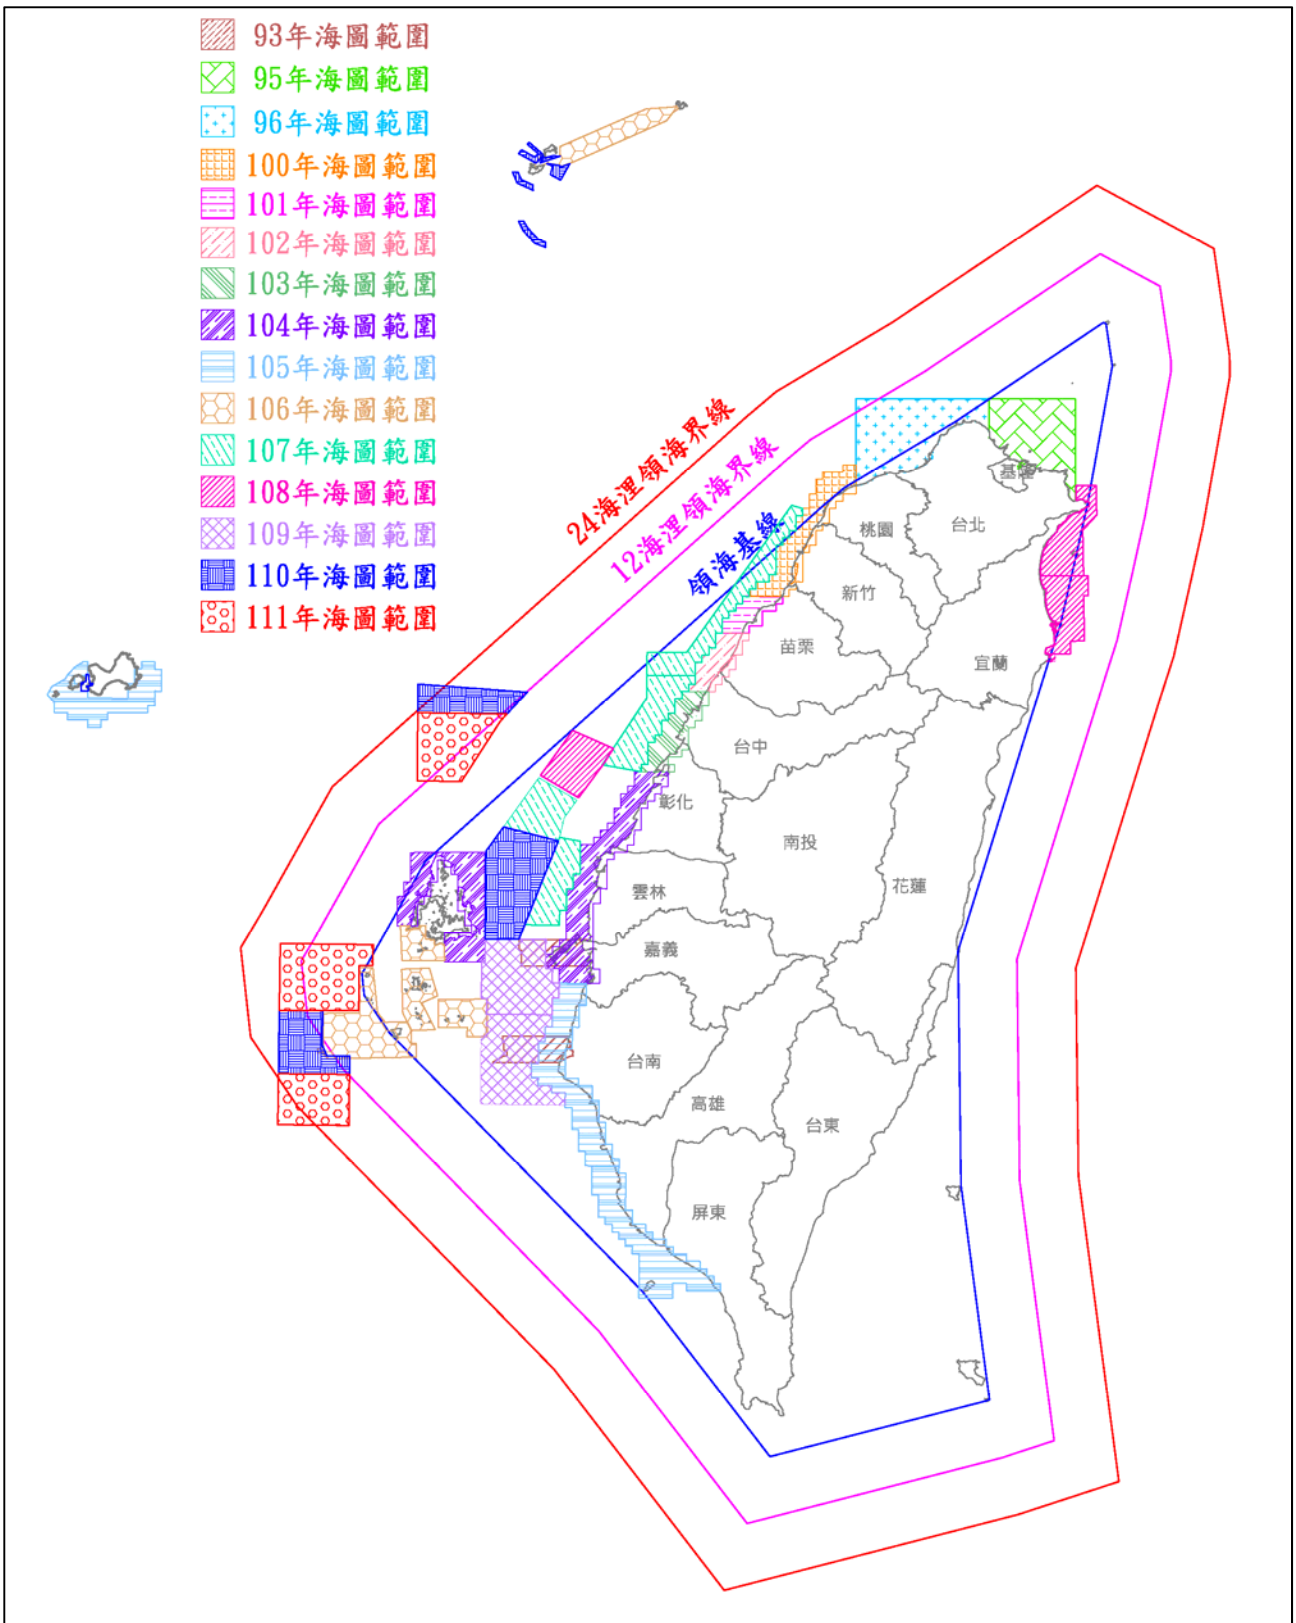 93年海圖範圍
95年海圖範圍
96年海圖範圍
100年海圖範圍
101年海圖範圍
102年海圖範圍
103年海圖範圍
104年海圖範圍
105年海圖範圍
106年海圖範圍
107年海圖範圍
108年海圖範圍
109年海圖範圍
110年海圖範圍
111年海圖範圍
24海浬領海界線
12海浬領海界線
領海基線
基隆
台北
桃園
新竹
苗栗
宜蘭
台中
彰化
南投
花蓮
雲林
嘉義
台南
高雄
台東
屏東